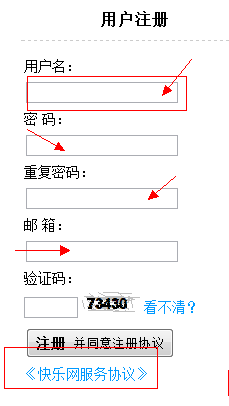 用户注册
用户名：
密 码：
重复密码：
邮 箱：
验证码：
73430 看不清？
注册 并同意注册协议
《快乐网服务协议》